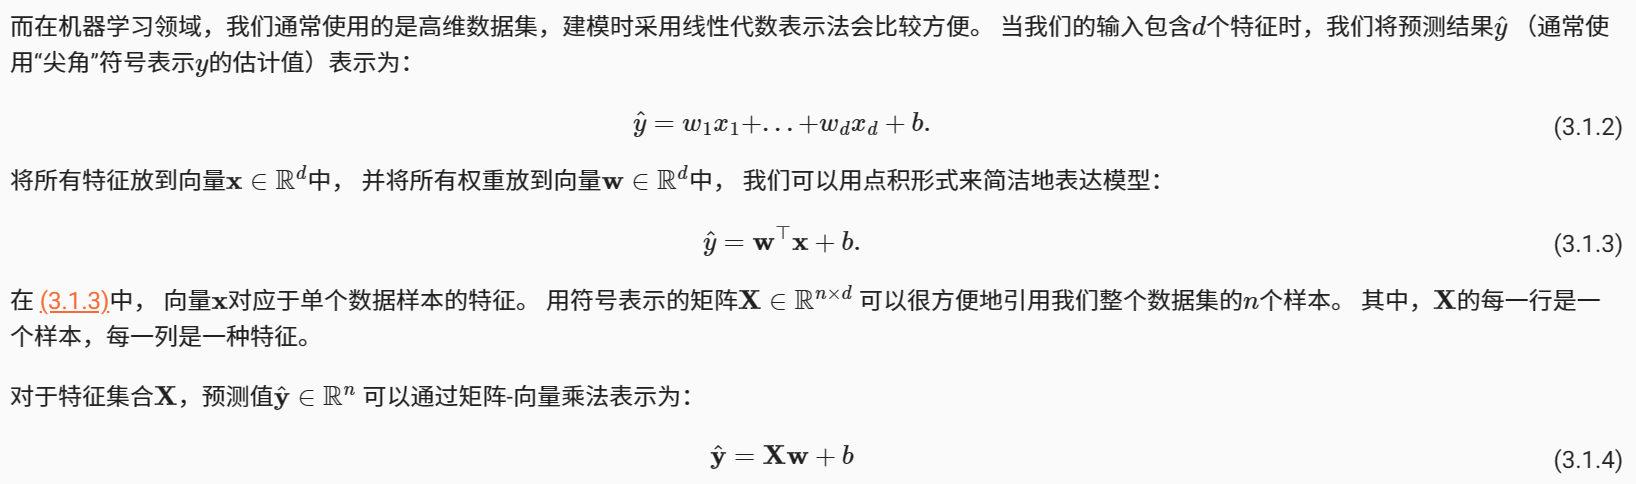 而在机器学习领域，我们通常使用的是高维数据集，建模时采用线性代数表示法会比较方便。 当我们的输入包含d个特征时，我们将预测结果ŷ （通常使
用“尖角”符号表示y的估计值）表示为：
ŷ = w₁x₁+...+w_dx_d + b. (3.1.2)
将所有特征放到向量𝐱 ∈ ℝᵈ中， 并将所有权重放到向量𝐰 ∈ ℝᵈ中， 我们可以用点积形式来简洁地表达模型：
ŷ = 𝐰^⊤𝐱 + b. (3.1.3)
在 (3.1.3)中， 向量𝐱对应于单个数据样本的特征。 用符号表示的矩阵𝐗 ∈ ℝ^{n×d} 可以很方便地引用我们整个数据集的n个样本。 其中，𝐗的每一行是一
个样本，每一列是一种特征。
对于特征集合𝐗，预测值𝐲̂ ∈ ℝⁿ 可以通过矩阵-向量乘法表示为：
𝐲̂ = 𝐗𝐰 + b (3.1.4)